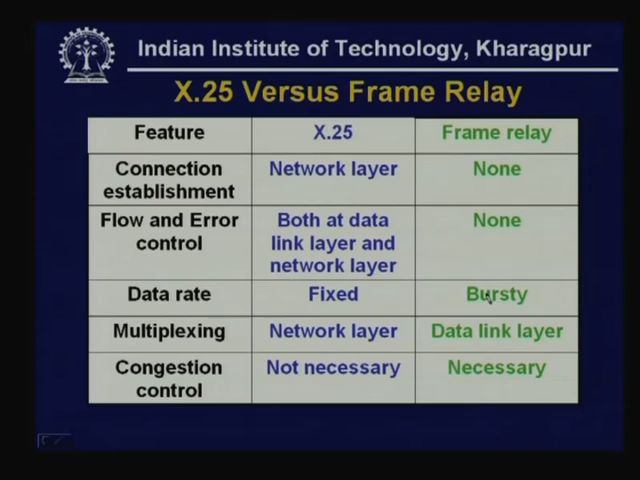 Indian Institute of Technology, Kharagpur
X.25 Versus Frame Relay
Feature X.25 Frame relay
Connection establishment Network layer None
Flow and Error control Both at data link layer and network layer None
Data rate Fixed Bursty
Multiplexing Network layer Data link layer
Congestion control Not necessary Necessary